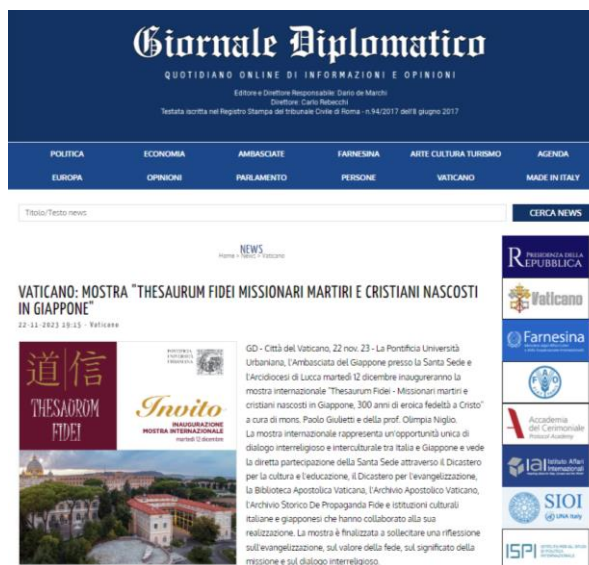 Giornale Diplomatico
QUOTIDIANO ONLINE DI INFORMAZIONI E OPINIONI
Editore e Direttore Responsabile: Dario de Marchi
Direttore: Carlo Rebecchi
Testata iscritta nel Registro Stampa del tribunale Civile di Roma - n.94/2017 dell'8 giugno 2017
POLITICA ECONOMIA AMBASCIATE FARNESINA ARTE CULTURA TURISMO AGENDA
EUROPA OPINIONI PARLAMENTO PERSONE VATICANO MADE IN ITALY
Titolo/Testo news CERCA NEWS
NEWS
Home > News > Vaticano
VATICANO: MOSTRA "THESAURUM FIDEI MISSIONARI MARTIRI E CRISTIANI NASCOSTI
IN GIAPPONE"
22-11-2023 19:15 - Vaticano
道信
THESAURUM
FIDEI
PONTIFICIA
UNIVERSITÀ
URBANIANA
Invito
INAUGURAZIONE
MOSTRA INTERNAZIONALE
martedì 12 dicembre
GD - Città del Vaticano, 22 nov. 23 - La Pontificia Università
Urbaniana, l'Ambasciata del Giappone presso la Santa Sede e
l'Arcidiocesi di Lucca martedì 12 dicembre inaugureranno la
mostra internazionale "Thesaurum Fidei - Missionari martiri e
cristiani nascosti in Giappone, 300 anni di eroica fedeltà a Cristo"
a cura di mons. Paolo Giulietti e della prof. Olimpia Niglio.
La mostra internazionale rappresenta un'opportunità unica di
dialogo interreligioso e interculturale tra Italia e Giappone e vede
la diretta partecipazione della Santa Sede attraverso il Dicastero
per la cultura e l'educazione, il Dicastero per l'evangelizzazione,
la Biblioteca Apostolica Vaticana, l'Archivio Apostolico Vaticano,
l'Archivio Storico De Propaganda Fide e istituzioni culturali
italiane e giapponesi che hanno collaborato alla sua
realizzazione. La mostra è finalizzata a sollecitare una riflessione
sull'evangelizzazione, sul valore della fede, sul significato della
missione e sul dialogo interreligioso.
PRESIDENZA DELLA
REPUBBLICA
Vaticano
Farnesina
Accademia
del Cerimoniale
Protocol Academy
IAI Istituto Affari
Internazionali
SIOI
UNA Italy
ISPI